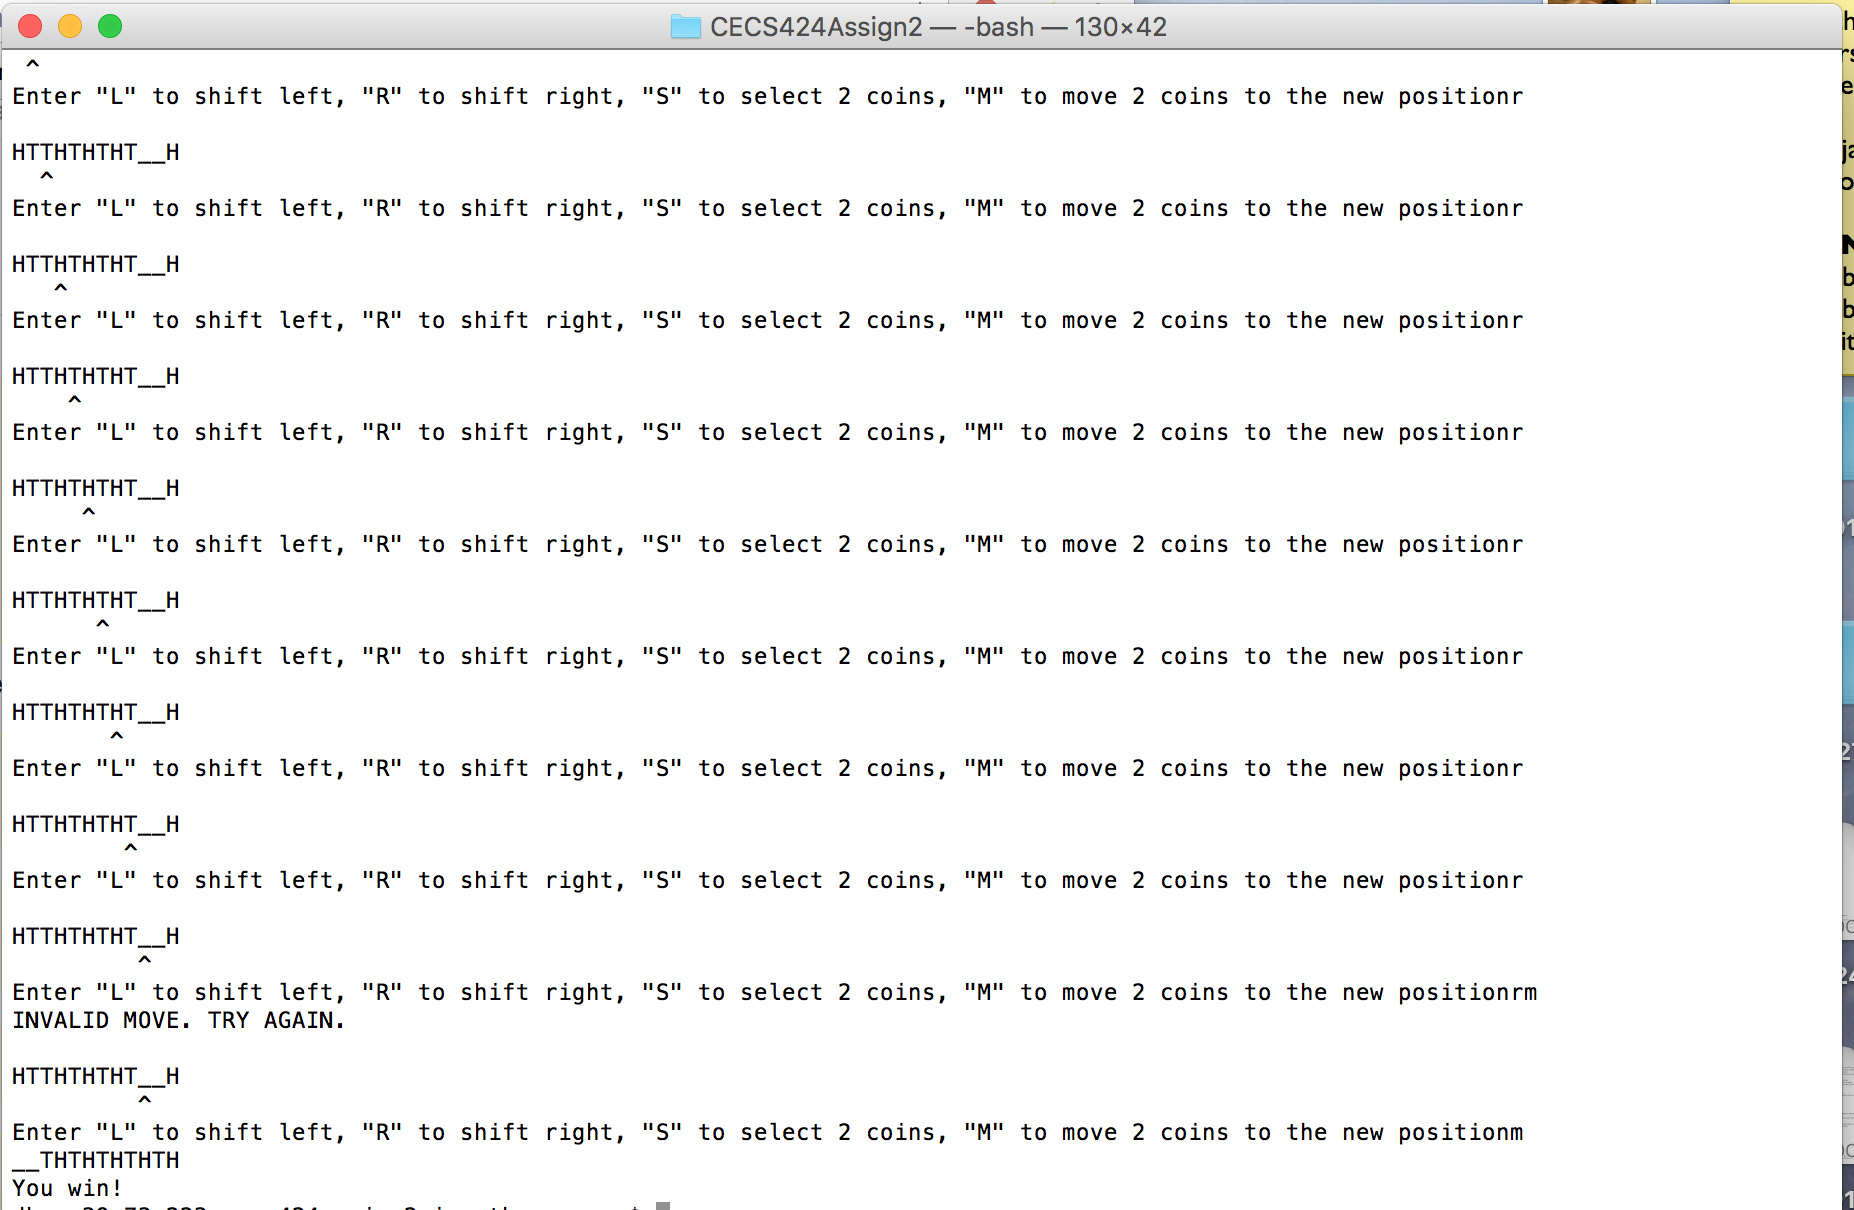 CECS424Assign2 — -bash — 130×42
^
Enter "L" to shift left, "R" to shift right, "S" to select 2 coins, "M" to move 2 coins to the new positionr
HTTHTHTHT__H
^
Enter "L" to shift left, "R" to shift right, "S" to select 2 coins, "M" to move 2 coins to the new positionr
HTTHTHTHT__H
^
Enter "L" to shift left, "R" to shift right, "S" to select 2 coins, "M" to move 2 coins to the new positionr
HTTHTHTHT__H
^
Enter "L" to shift left, "R" to shift right, "S" to select 2 coins, "M" to move 2 coins to the new positionr
HTTHTHTHT__H
^
Enter "L" to shift left, "R" to shift right, "S" to select 2 coins, "M" to move 2 coins to the new positionr
HTTHTHTHT__H
^
Enter "L" to shift left, "R" to shift right, "S" to select 2 coins, "M" to move 2 coins to the new positionr
HTTHTHTHT__H
^
Enter "L" to shift left, "R" to shift right, "S" to select 2 coins, "M" to move 2 coins to the new positionr
HTTHTHTHT__H
^
Enter "L" to shift left, "R" to shift right, "S" to select 2 coins, "M" to move 2 coins to the new positionr
HTTHTHTHT__H
^
Enter "L" to shift left, "R" to shift right, "S" to select 2 coins, "M" to move 2 coins to the new positionrm
INVALID MOVE. TRY AGAIN.
HTTHTHTHT__H
^
Enter "L" to shift left, "R" to shift right, "S" to select 2 coins, "M" to move 2 coins to the new positionm
__THTHTHTHTH
You win!